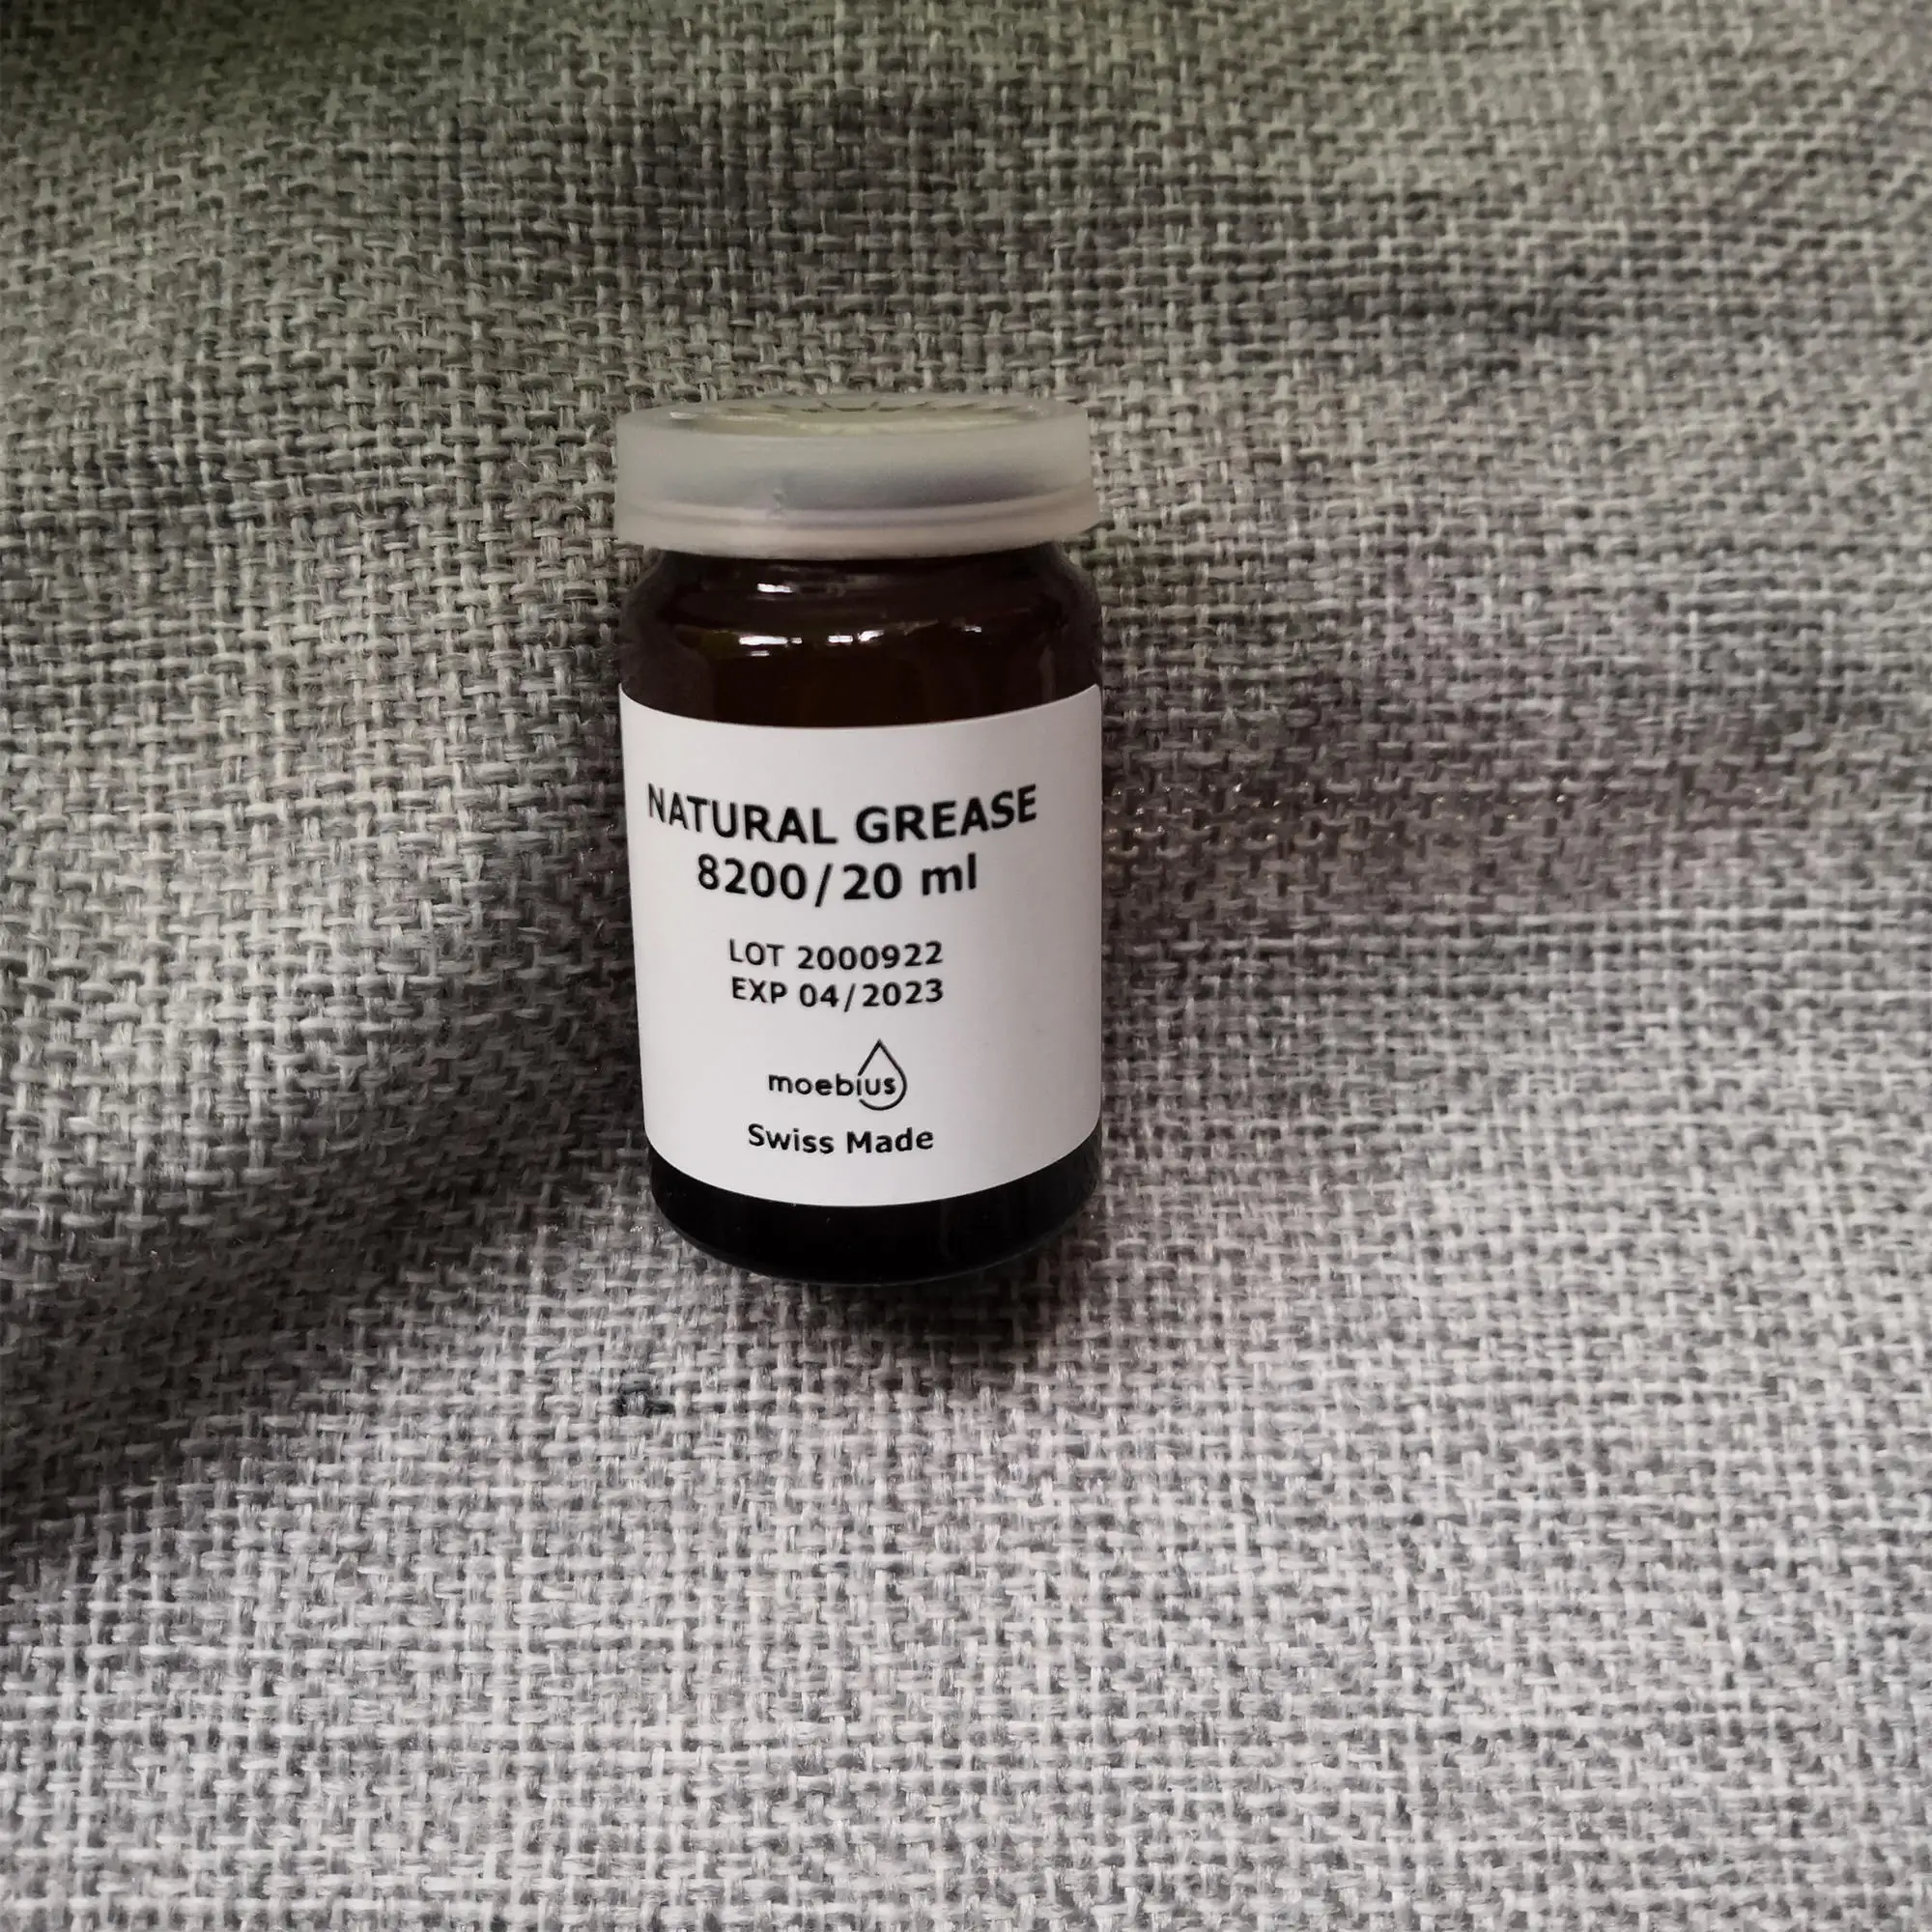 NATURAL GREASE
8200/20 ml
LOT 2000922
EXP 04/2023
moebius
Swiss Made